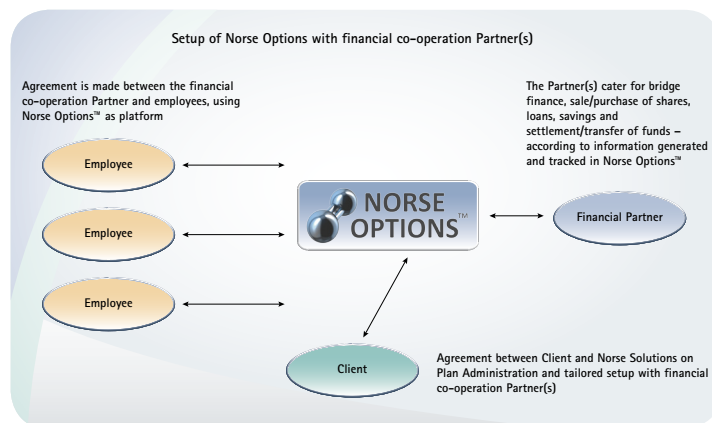 Setup of Norse Options with financial co-operation Partner(s)
Agreement is made between the financial
co-operation Partner and employees, using
Norse Options™ as platform
The Partner(s) cater for bridge
finance, sale/purchase of shares,
loans, savings and
settlement/transfer of funds –
according to information generated
and tracked in Norse Options™
Employee
Employee
Employee
NORSE
OPTIONS™
Financial Partner
Client
Agreement between Client and Norse Solutions on
Plan Administration and tailored setup with financial
co-operation Partner(s)